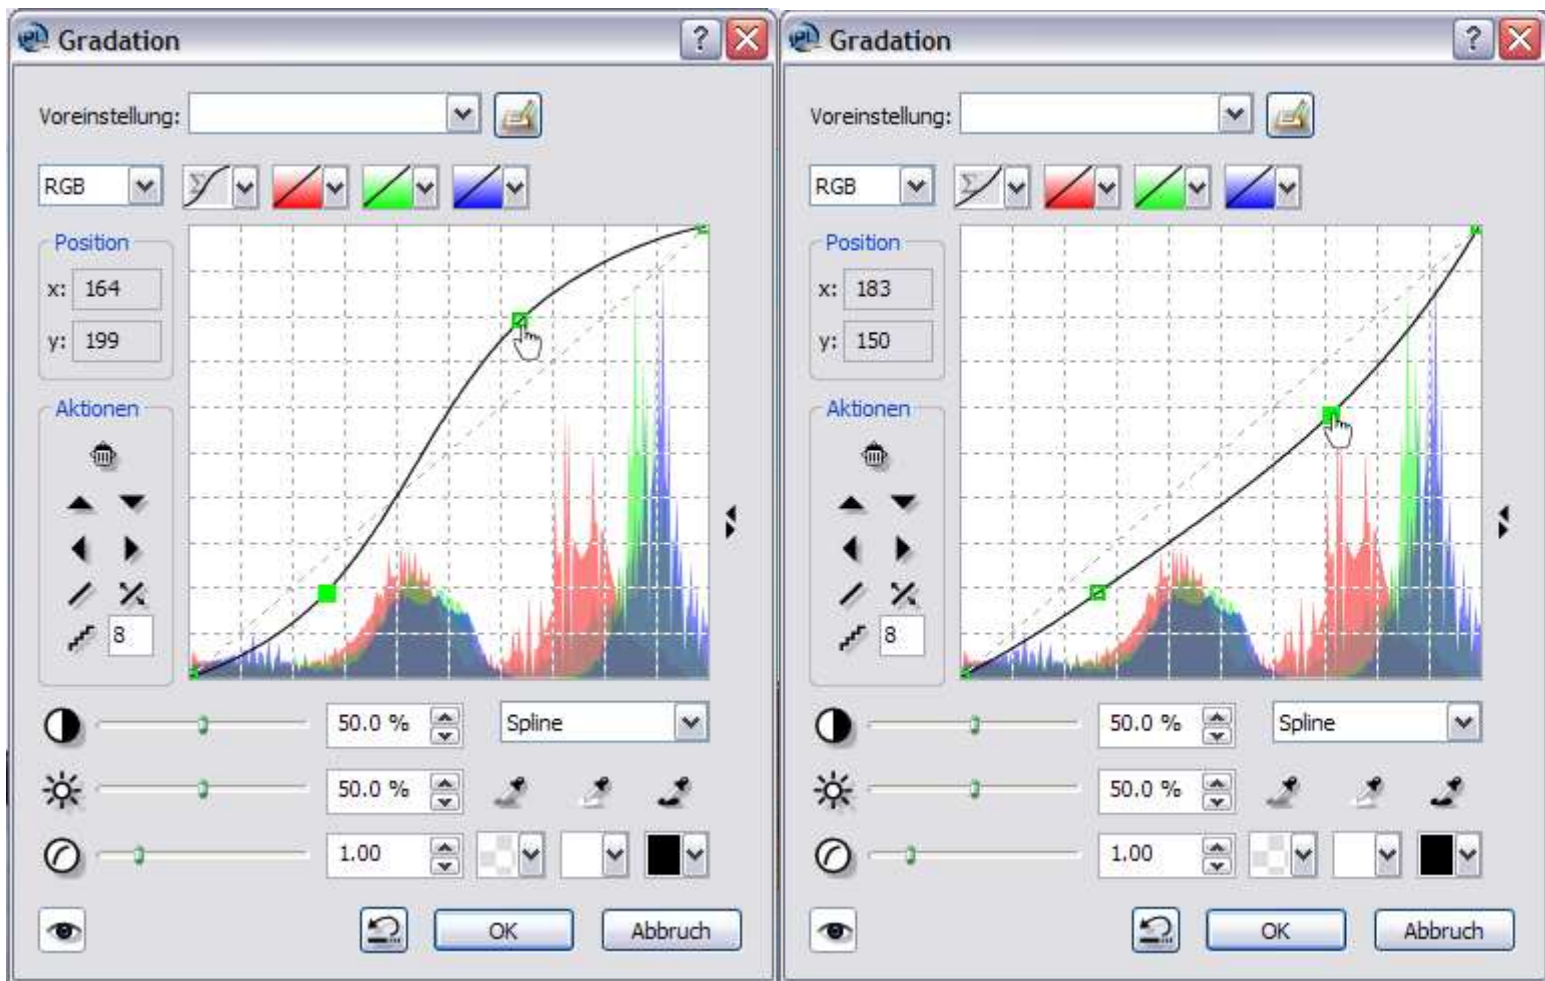 Gradation
Voreinstellung:
RGB
Σ
Position
x: 164
y: 199
Aktionen
8
50.0 %
Spline
50.0 %
1.00
OK
Abbruch
Gradation
Voreinstellung:
RGB
Σ
Position
x: 183
y: 150
Aktionen
8
50.0 %
Spline
50.0 %
1.00
OK
Abbruch